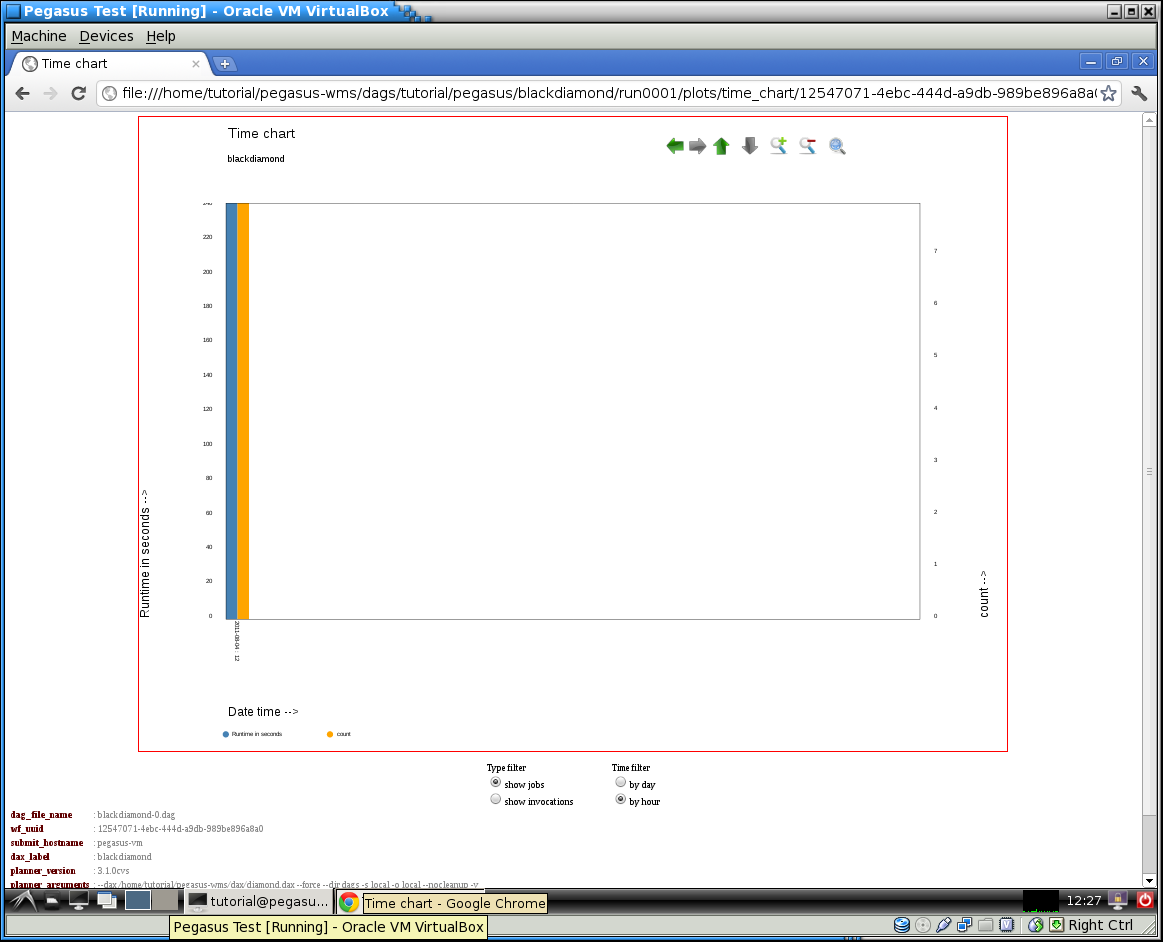 Pegasus Test [Running] - Oracle VM VirtualBox
Machine Devices Help
Time chart
file:///home/tutorial/pegasus-wms/dags/tutorial/pegasus/blackdiamond/run0001/plots/time_chart/12547071-4ebc-444d-a9db-989be896a8a
Time chart
blackdiamond
240
220
200
180
160
140
120
100
80
60
40
20
0
7
6
5
4
3
2
1
0
Runtime in seconds -->
count -->
2011-08-04 : 12
Date time -->
Runtime in seconds count
Type filter Time filter
show jobs by day
show invocations by hour
dag_file_name : blackdiamond-0.dag
wf_uuid : 12547071-4ebc-444d-a9db-989be896a8a0
submit_hostname : pegasus-vm
dax_label : blackdiamond
planner_version : 3.1.0cvs
planner_arguments : --dax /home/tutorial/pegasus-wms/dax/diamond.dax --force --dir dags -s local -o local --nocleanup -v
tutorial@pegasu... Time chart - Google Chrome 12:27
Pegasus Test [Running] - Oracle VM VirtualBox Right Ctrl